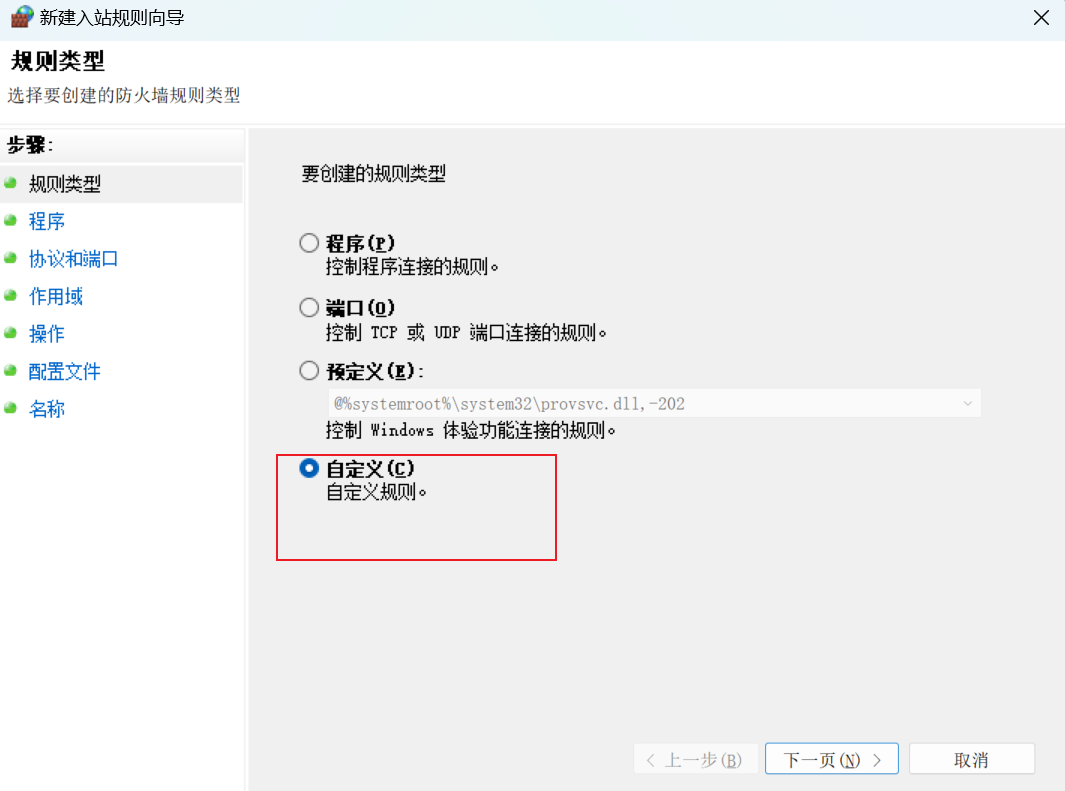 新建入站规则向导
规则类型
选择要创建的防火墙规则类型
步骤:
规则类型
程序
协议和端口
作用域
操作
配置文件
名称
要创建的规则类型
程序(P)
控制程序连接的规则。
端口(O)
控制 TCP 或 UDP 端口连接的规则。
预定义(E):
@%systemroot%\system32\provsvc.dll,-202
控制 Windows 体验功能连接的规则。
自定义(C)
自定义规则。
< 上一步(B)
下一页(N) >
取消